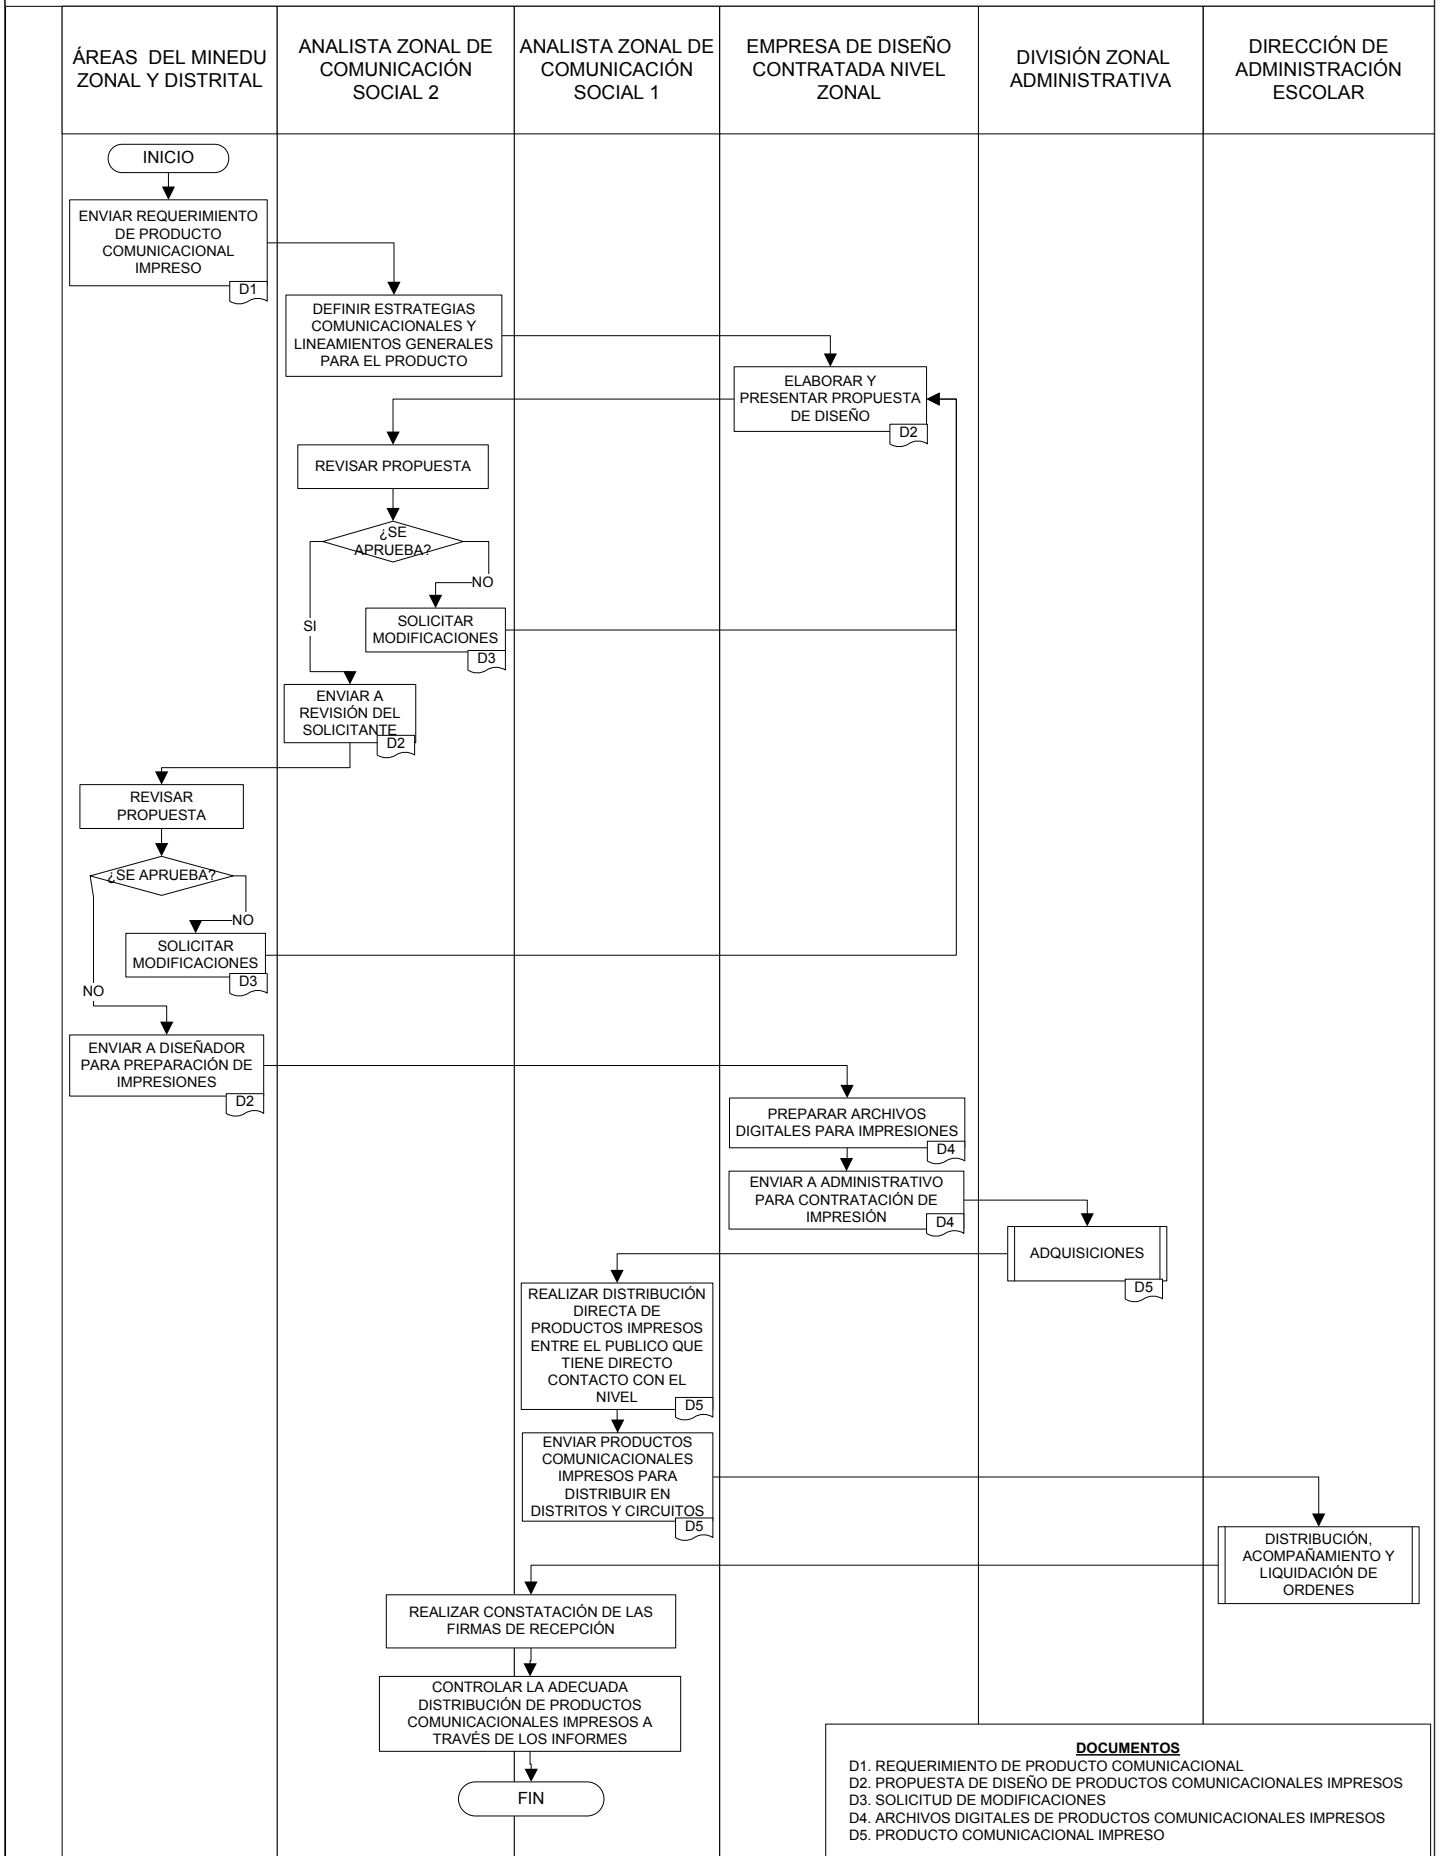 ÁREAS DEL MINEDU
ZONAL Y DISTRITAL
ANALISTA ZONAL DE
COMUNICACIÓN
SOCIAL 2
ANALISTA ZONAL DE
COMUNICACIÓN
SOCIAL 1
EMPRESA DE DISEÑO
CONTRATADA NIVEL
ZONAL
DIVISIÓN ZONAL
ADMINISTRATIVA
DIRECCIÓN DE
ADMINISTRACIÓN
ESCOLAR
INICIO
ENVIAR REQUERIMIENTO
DE PRODUCTO
COMUNICACIONAL
IMPRESO
D1
DEFINIR ESTRATEGIAS
COMUNICACIONALES Y
LINEAMIENTOS GENERALES
PARA EL PRODUCTO
ELABORAR Y
PRESENTAR PROPUESTA
DE DISEÑO
D2
REVISAR PROPUESTA
¿SE
APRUEBA?
NO
SI
SOLICITAR
MODIFICACIONES
D3
ENVIAR A
REVISIÓN DEL
SOLICITANTE
D2
REVISAR
PROPUESTA
¿SE APRUEBA?
NO
SOLICITAR
MODIFICACIONES
D3
NO
ENVIAR A DISEÑADOR
PARA PREPARACIÓN DE
IMPRESIONES
D2
PREPARAR ARCHIVOS
DIGITALES PARA IMPRESIONES
D4
ENVIAR A ADMINISTRATIVO
PARA CONTRATACIÓN DE
IMPRESIÓN
D4
ADQUISICIONES
D5
REALIZAR DISTRIBUCIÓN
DIRECTA DE
PRODUCTOS IMPRESOS
ENTRE EL PUBLICO QUE
TIENE DIRECTO
CONTACTO CON EL
NIVEL
D5
ENVIAR PRODUCTOS
COMUNICACIONALES
IMPRESOS PARA
DISTRIBUIR EN
DISTRITOS Y CIRCUITOS
D5
DISTRIBUCIÓN,
ACOMPAÑAMIENTO Y
LIQUIDACIÓN DE
ORDENES
REALIZAR CONSTATACIÓN DE LAS
FIRMAS DE RECEPCIÓN
CONTROLAR LA ADECUADA
DISTRIBUCIÓN DE PRODUCTOS
COMUNICACIONALES IMPRESOS A
TRAVÉS DE LOS INFORMES
FIN
DOCUMENTOS
D1. REQUERIMIENTO DE PRODUCTO COMUNICACIONAL
D2. PROPUESTA DE DISEÑO DE PRODUCTOS COMUNICACIONALES IMPRESOS
D3. SOLICITUD DE MODIFICACIONES
D4. ARCHIVOS DIGITALES DE PRODUCTOS COMUNICACIONALES IMPRESOS
D5. PRODUCTO COMUNICACIONAL IMPRESO